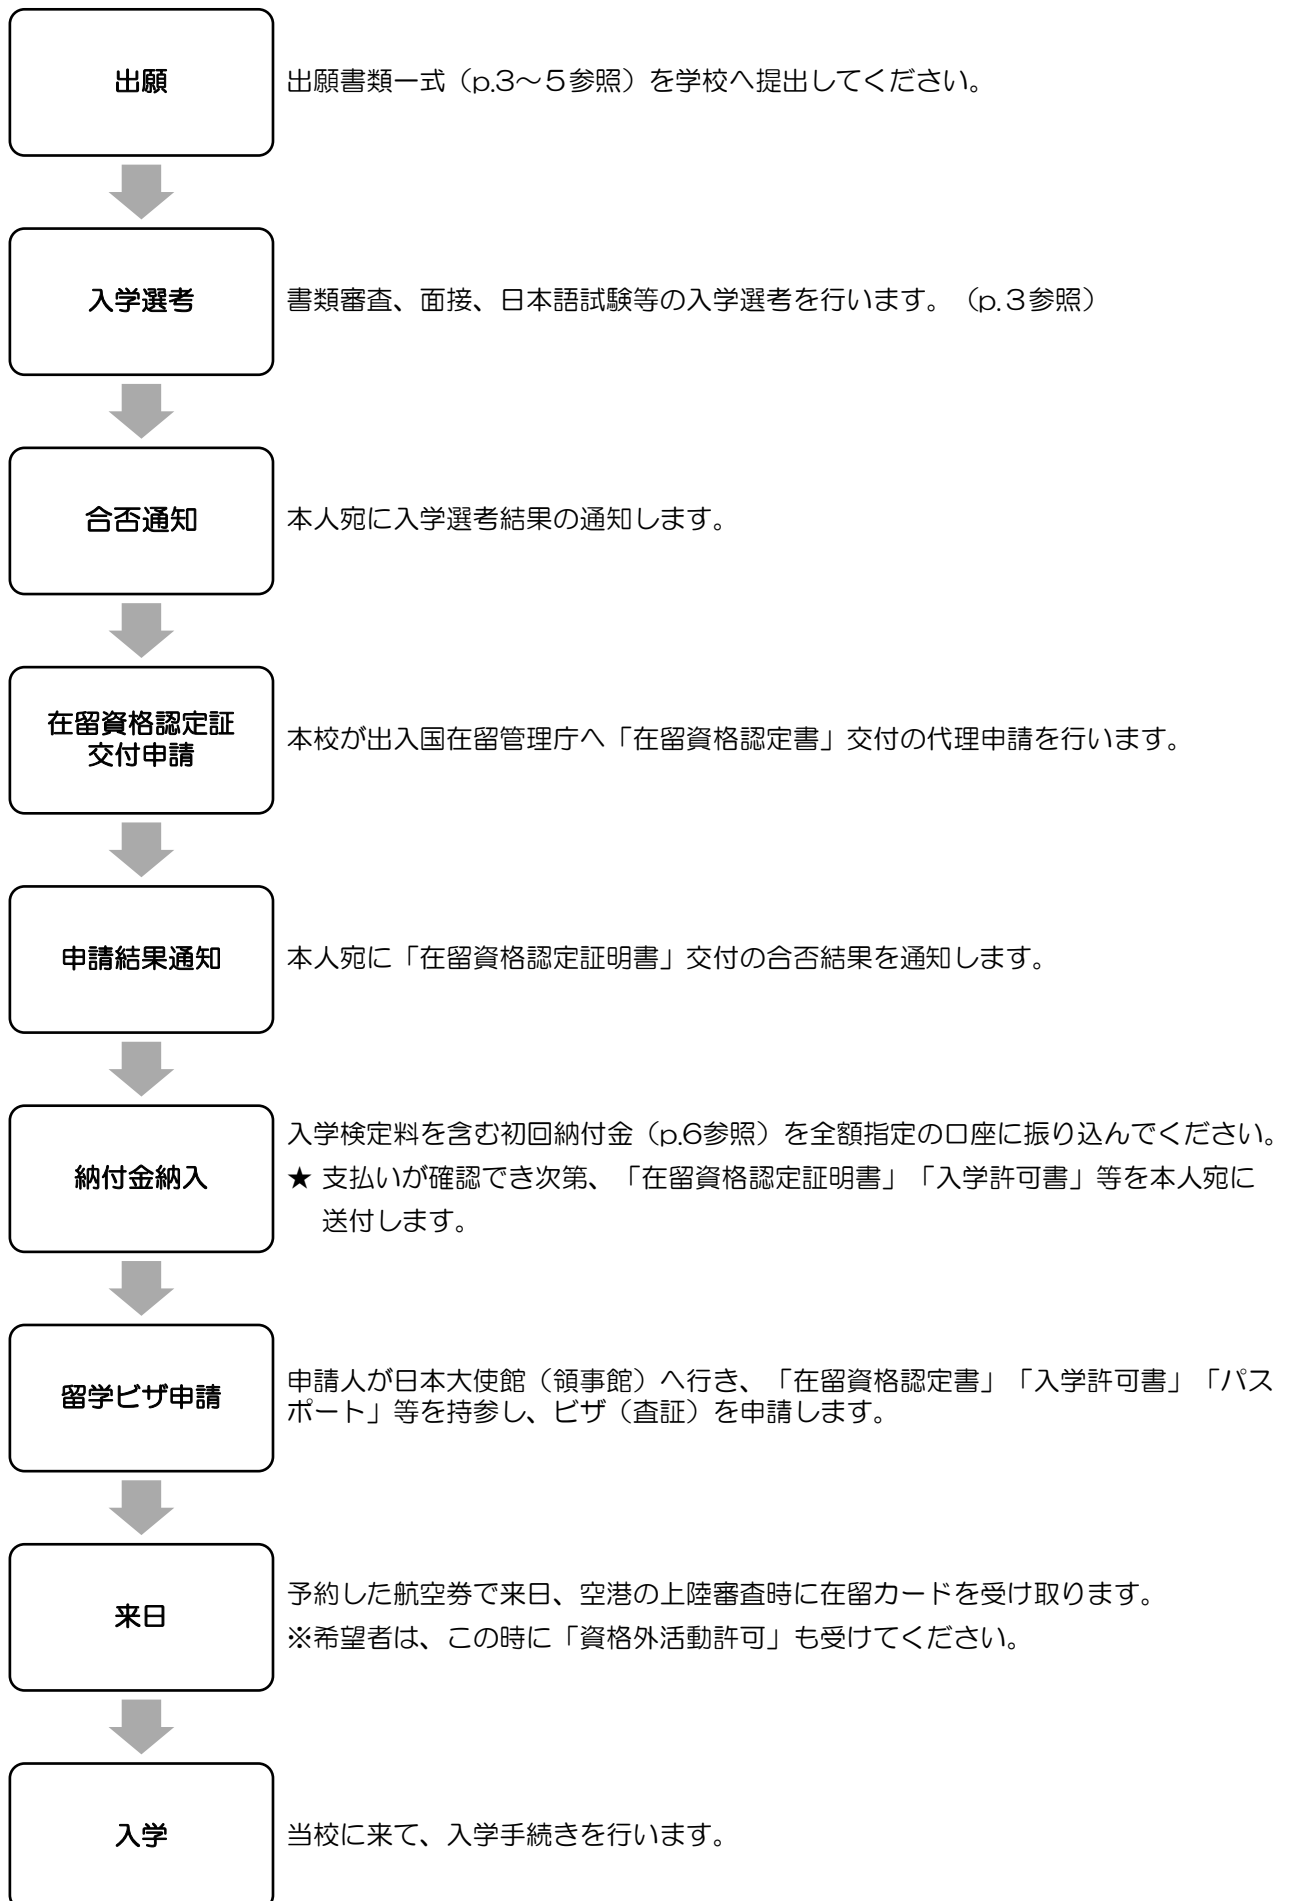 出願
出願書類一式（p.3～５参照）を学校へ提出してください。
入学選考
書類審査、面接、日本語試験等の入学選考を行います。（p.３参照）
合否通知
本人宛に入学選考結果の通知します。
在留資格認定証
交付申請
本校が出入国在留管理庁へ「在留資格認定書」交付の代理申請を行います。
申請結果通知
本人宛に「在留資格認定証明書」交付の合否結果を通知します。
納付金納入
入学検定料を含む初回納付金（p.6参照）を全額指定の口座に振り込んでください。
★ 支払いが確認でき次第、「在留資格認定証明書」「入学許可書」等を本人宛に
送付します。
留学ビザ申請
申請人が日本大使館（領事館）へ行き、「在留資格認定書」「入学許可書」「パス
ポート」等を持参し、ビザ（査証）を申請します。
来日
予約した航空券で来日、空港の上陸審査時に在留カードを受け取ります。
※希望者は、この時に「資格外活動許可」も受けてください。
入学
当校に来て、入学手続きを行います。